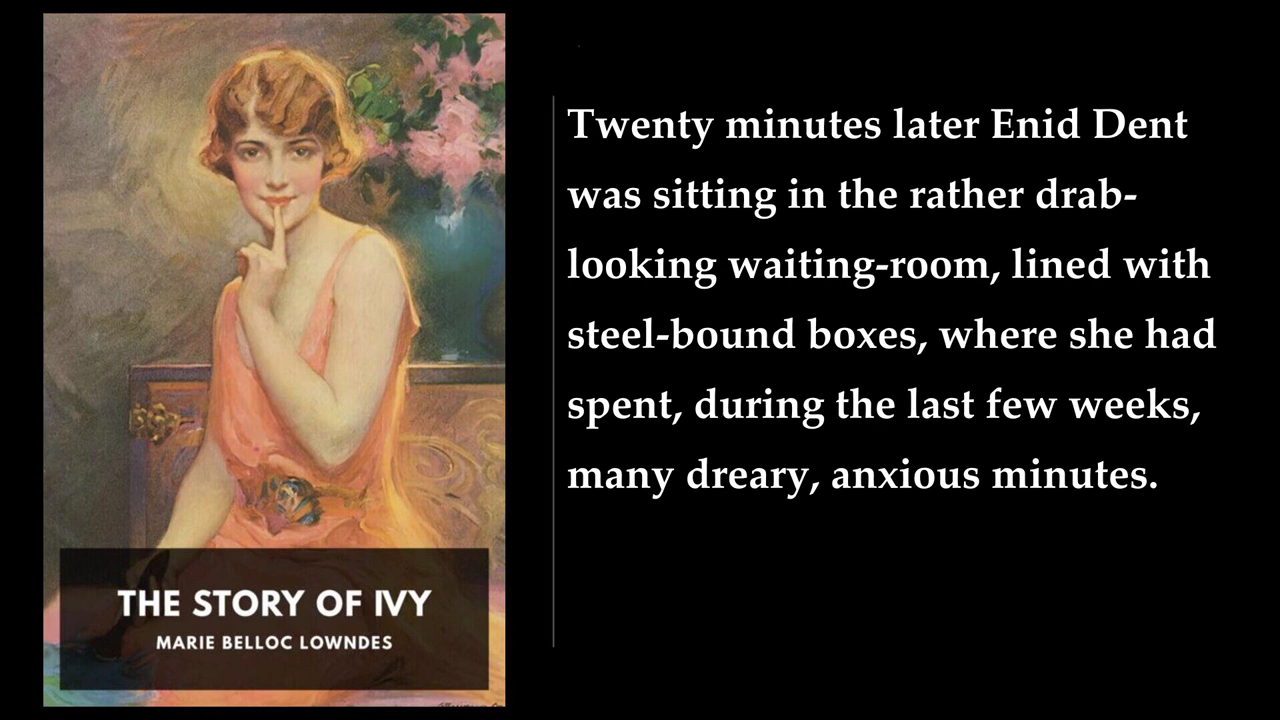 THE STORY OF IVY
MARIE BELLOC LOWNDES
Twenty minutes later Enid Dent
was sitting in the rather drab-
looking waiting-room, lined with
steel-bound boxes, where she had
spent, during the last few weeks,
many dreary, anxious minutes.